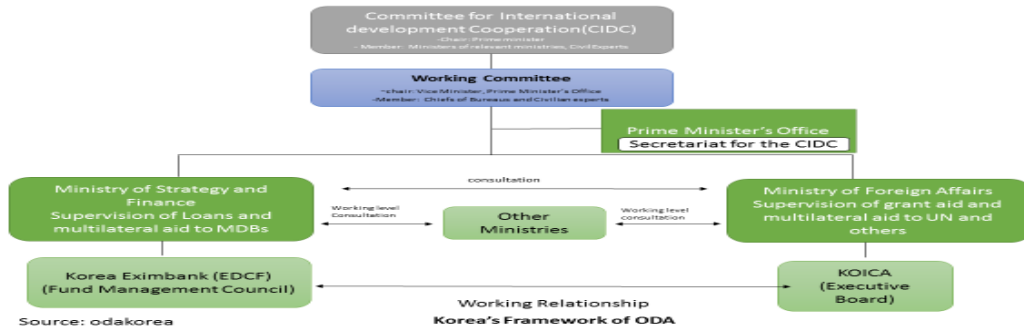 Committee for International
development Cooperation(CIDC)
-Chair: Prime minister
- Member: Ministers of relevant ministries, Civil Experts
Working Committee
-chair: Vice Minister, Prime Minister's Office
-Member: Chiefs of Bureaus and Civilian experts
Prime Minister's Office
Secretariat for the CIDC
Ministry of Strategy and
Finance
Supervision of Loans and
multilateral aid to MDBs
consultation
Ministry of Foreign Affairs
Supervision of grant aid and
multilateral aid to UN and
others
Working level
Consultation
Other
Ministries
Working level
consultation
Korea Eximbank (EDCF)
(Fund Management Council)
KOICA
(Executive
Board)
Working Relationship
Source: odakorea
Korea's Framework of ODA